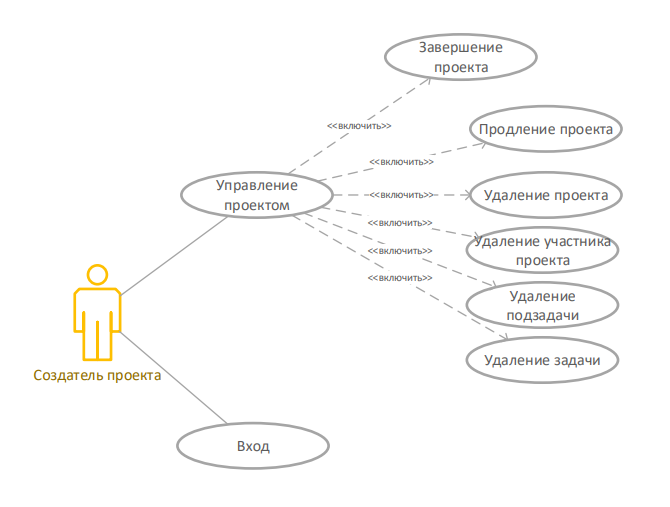 Завершение
проекта
<<включить>>
Продление проекта
<<включить>>
Управление
проектом
<<включить>>
Удаление проекта
<<включить>>
Удаление участника
проекта
<<включить>>
Удаление
подзадачи
<<включить>>
Удаление задачи
Создатель проекта
Вход